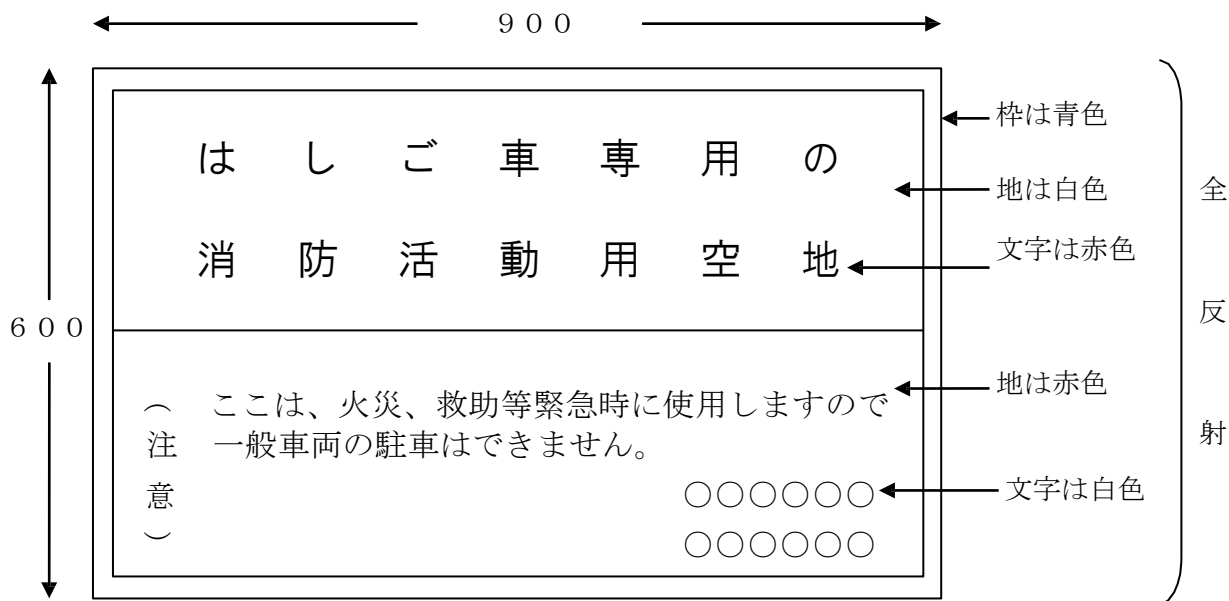 ９００
６００
はしご車専用の
消防活動用空地
（注意）
ここは、火災、救助等緊急時に使用しますので
一般車両の駐車はできません。
○○○○○○
○○○○○○
枠は青色
地は白色
文字は赤色
地は赤色
文字は白色
全反射